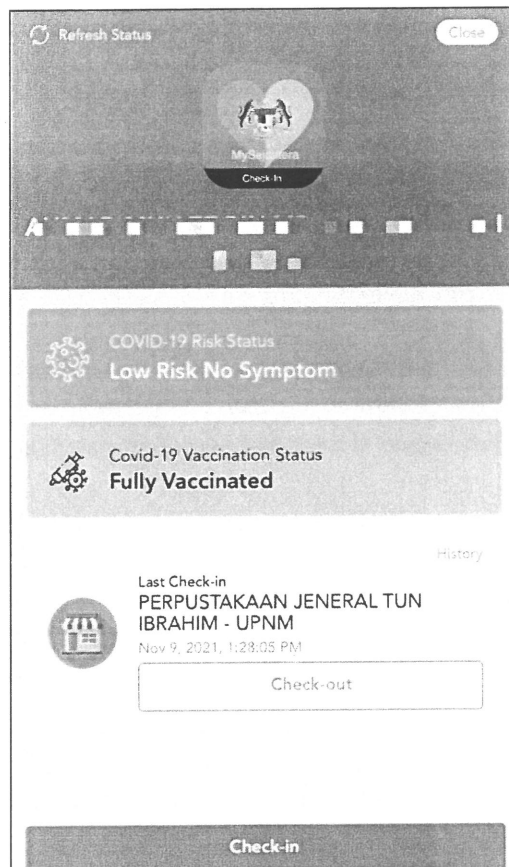 Refresh Status
Close
MySejahtera
Check-In
COVID-19 Risk Status
Low Risk No Symptom
Covid-19 Vaccination Status
Fully Vaccinated
History
Last Check-in
PERPUSTAKAAN JENERAL TUN
IBRAHIM - UPNM
Nov 9, 2021, 1:28:05 PM
Check-out
Check-in